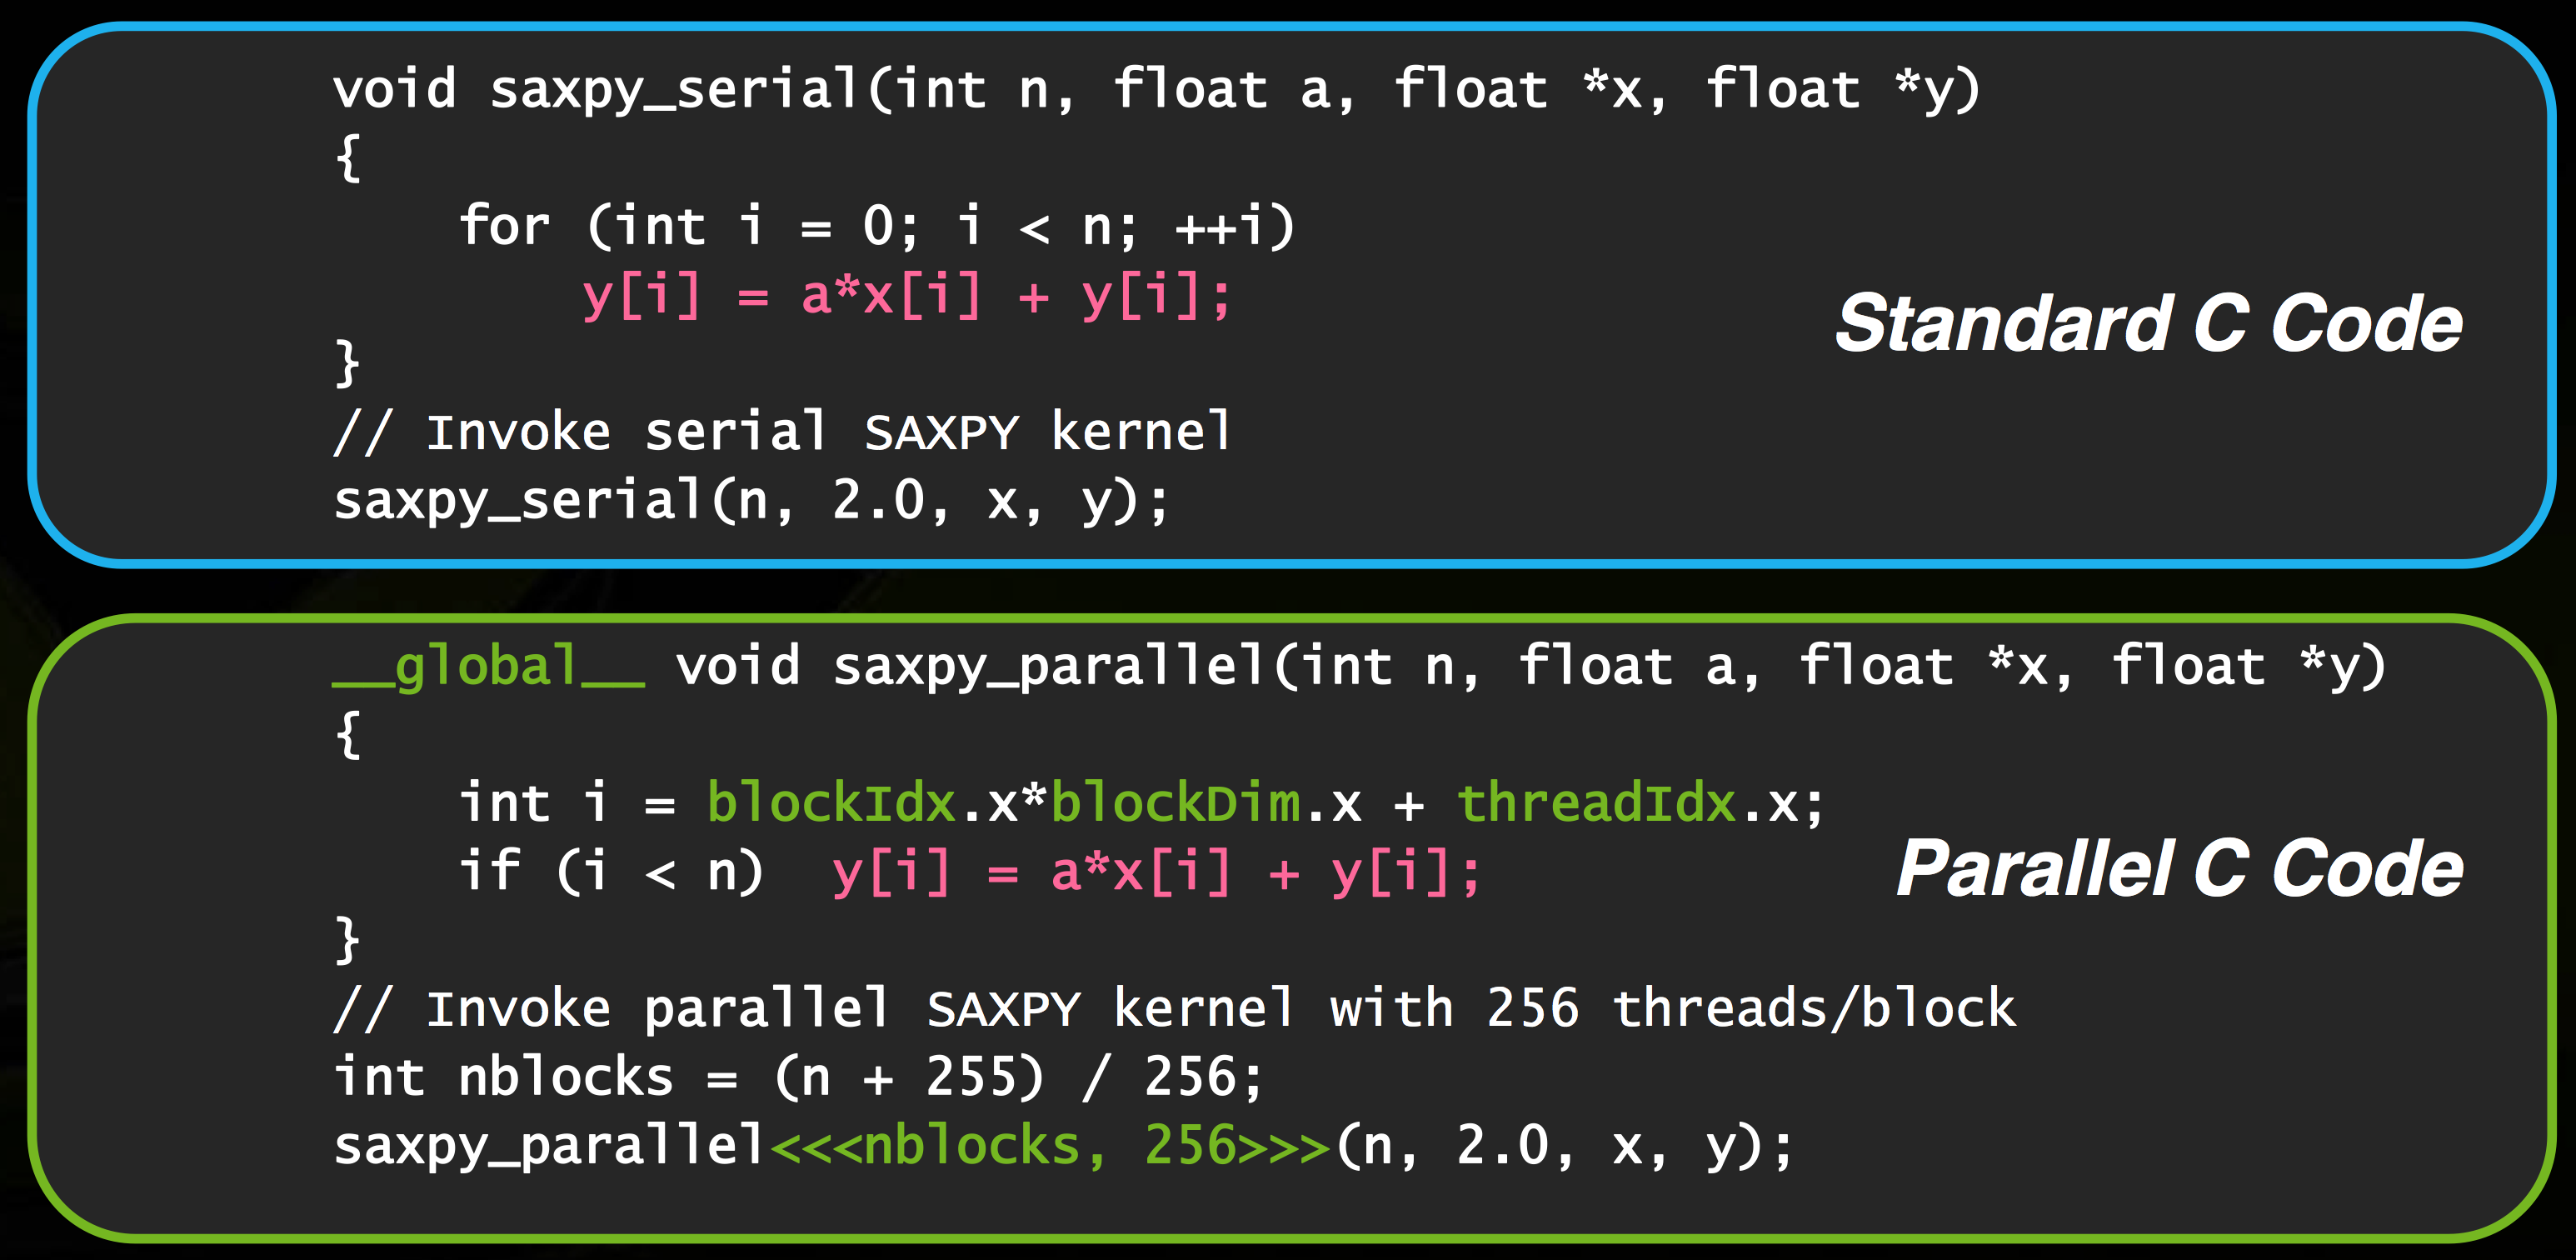 void saxpy_serial(int n, float a, float *x, float *y)
{
    for (int i = 0; i < n; ++i)
        y[i] = a*x[i] + y[i];
}
// Invoke serial SAXPY kernel
saxpy_serial(n, 2.0, x, y);
Standard C Code
__global__ void saxpy_parallel(int n, float a, float *x, float *y)
{
    int i = blockIdx.x*blockDim.x + threadIdx.x;
    if (i < n)  y[i] = a*x[i] + y[i];
}
// Invoke parallel SAXPY kernel with 256 threads/block
int nblocks = (n + 255) / 256;
saxpy_parallel<<<nblocks, 256>>>(n, 2.0, x, y);
Parallel C Code